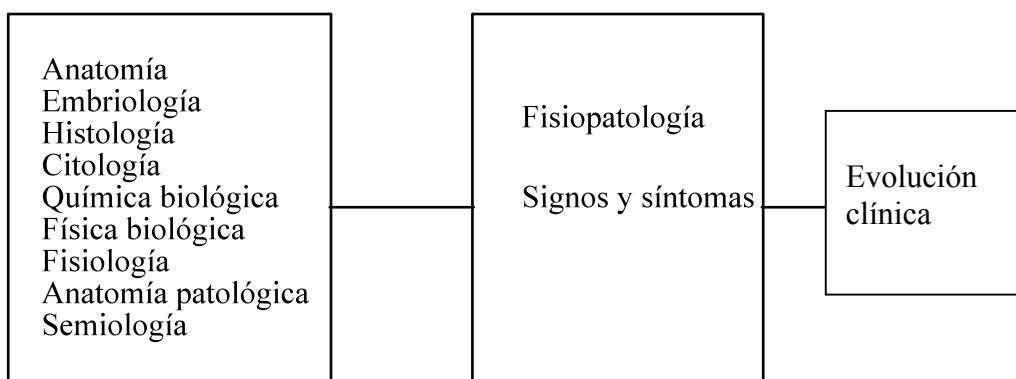 Anatomía
Embriología
Histología
Citología
Química biológica
Física biológica
Fisiología
Anatomía patológica
Semiología
Fisiopatología
Signos y síntomas
Evolución
clínica